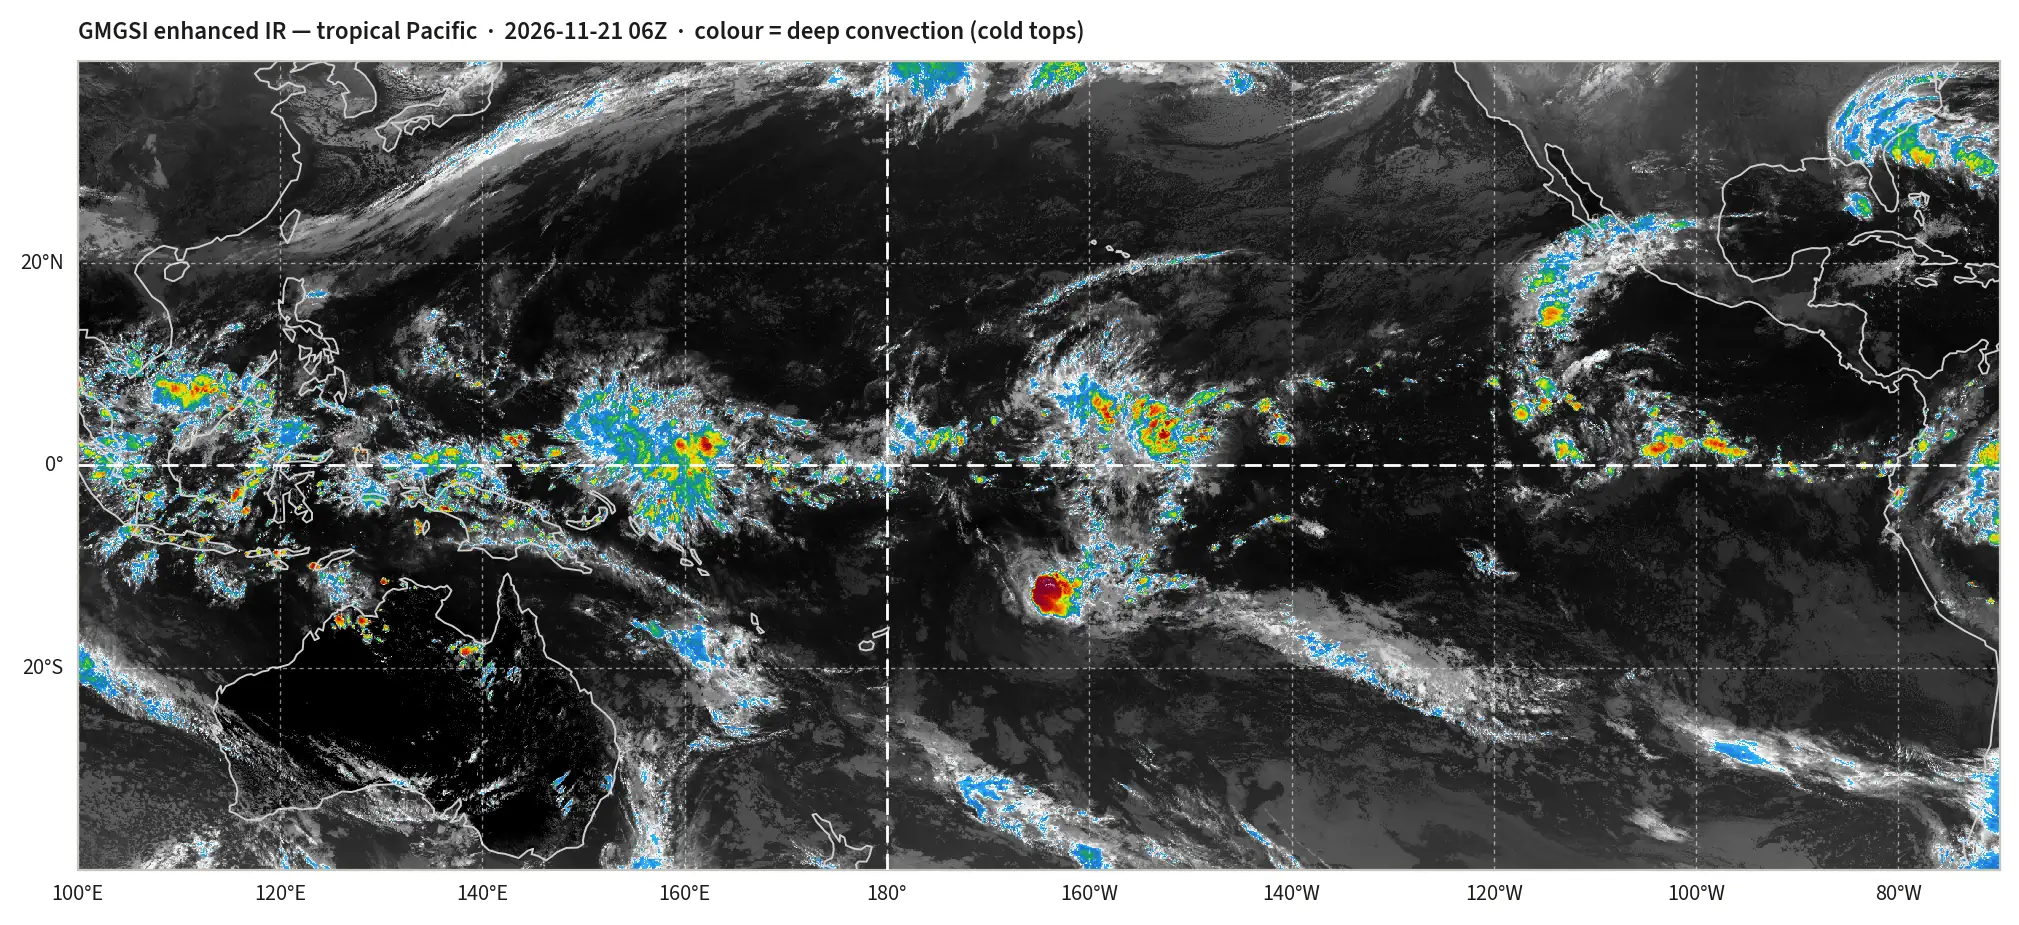 GMGSI enhanced IR — tropical Pacific · 2026-11-21 06Z · colour = deep convection (cold tops)
20°N
0°
20°S
100°E 120°E 140°E 160°E 180° 160°W 140°W 120°W 100°W 80°W